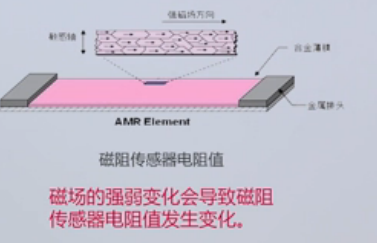 强磁场方向
敏感轴
合金薄膜
金属接头
AMR Element
磁阻传感器电阻值
磁场的强弱变化会导致磁阻
传感器电阻值发生变化。